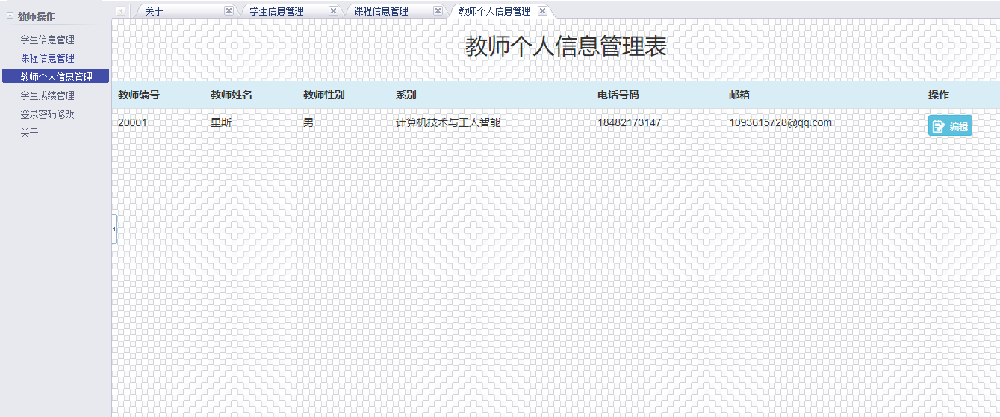 教师操作
学生信息管理
课程信息管理
教师个人信息管理
学生成绩管理
登录密码修改
关于
关于 学生信息管理 课程信息管理 教师个人信息管理
教师个人信息管理表
教师编号 教师姓名 教师性别 系别 电话号码 邮箱 操作
20001 里斯 男 计算机技术与工人智能 18482173147 1093615728@qq.com 编辑